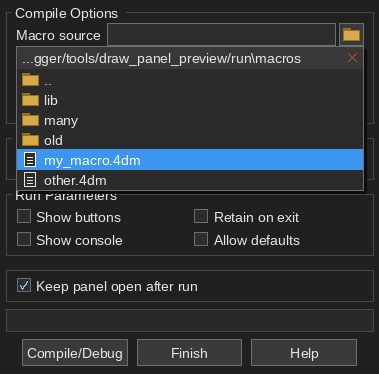 Compile Options
Macro source
...gger/tools/draw_panel_preview/run\macros
..
lib
many
old
my_macro.4dm
other.4dm
Run Parameters
Show buttons Retain on exit
Show console Allow defaults
Keep panel open after run
Compile/Debug Finish Help